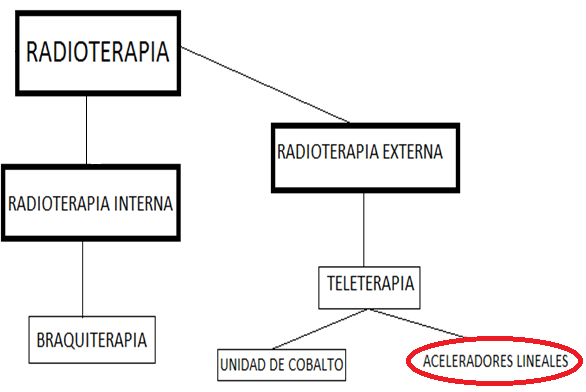 RADIOTERAPIA
RADIOTERAPIA EXTERNA
RADIOTERAPIA INTERNA
TELETERAPIA
BRAQUITERAPIA
UNIDAD DE COBALTO
ACELERADORES LINEALES